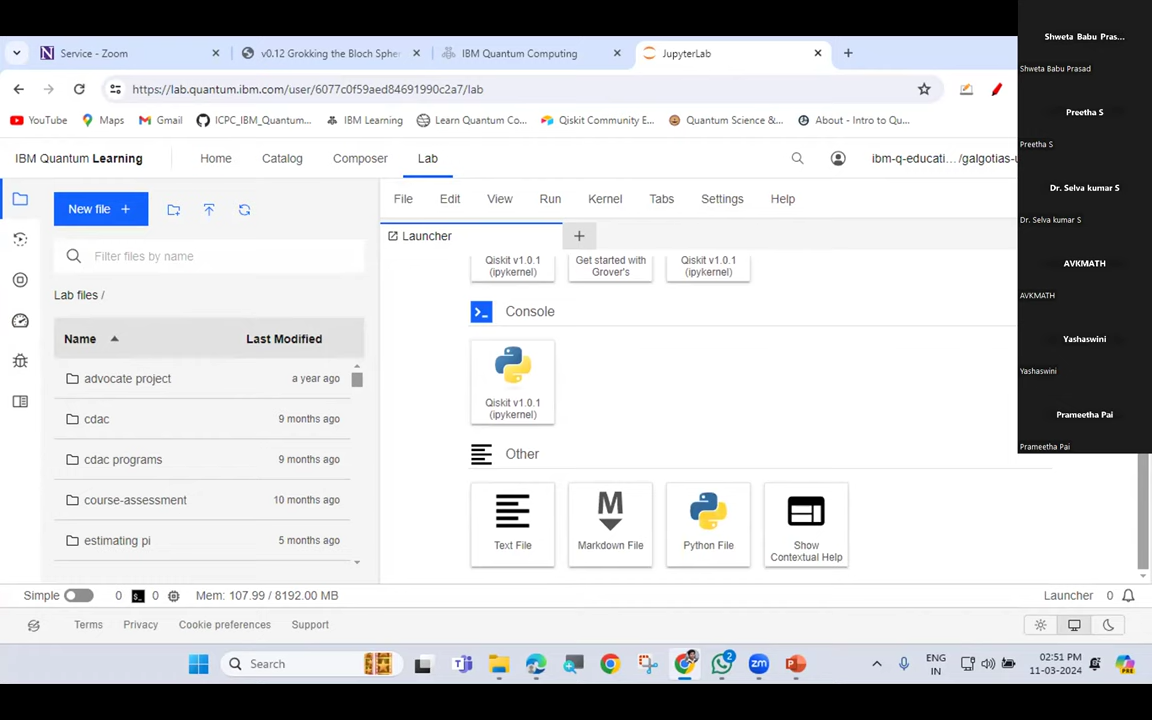 Service - Zoom
v0.12 Grokking the Bloch Spher
IBM Quantum Computing
JupyterLab
https://lab.quantum.ibm.com/user/6077c0f59aed84691990c2a7/lab
YouTube
Maps
Gmail
ICPC_IBM_Quantum...
IBM Learning
Learn Quantum Co...
Qiskit Community E...
Quantum Science &...
About - Intro to Qu...
IBM Quantum Learning
Home
Catalog
Composer
Lab
ibm-q-educati... /galgotias-u
New file +
File
Edit
View
Run
Kernel
Tabs
Settings
Help
Launcher
Filter files by name
Lab files /
Name
Last Modified
advocate project
a year ago
cdac
9 months ago
cdac programs
9 months ago
course-assessment
10 months ago
estimating pi
5 months ago
Qiskit v1.0.1
(ipykernel)
Get started with
Grover's
Qiskit v1.0.1
(ipykernel)
Console
Qiskit v1.0.1
(ipykernel)
Other
Text File
M
Markdown File
Python File
Show
Contextual Help
Simple
0
0
Mem: 107.99 / 8192.00 MB
Launcher
0
Terms
Privacy
Cookie preferences
Support
Search
2
zm
ENG
IN
02:51 PM
11-03-2024
PRE
Shweta Babu Pras...
Shweta Babu Prasad
Preetha S
Preetha S
Dr. Selva kumar S
Dr. Selva kumar S
AVKMATH
AVKMATH
Yashaswini
Yashaswini
Prameetha Pai
Prameetha Pai